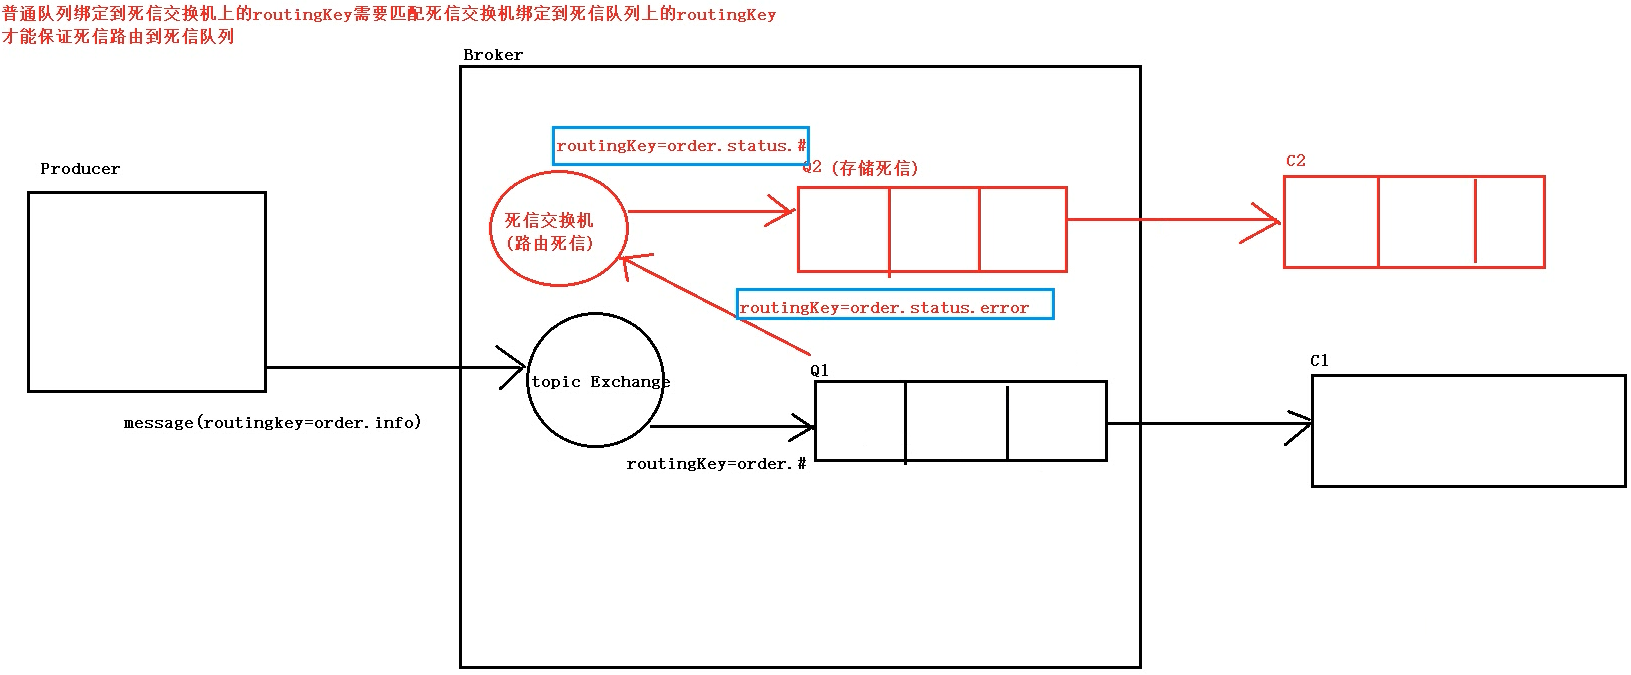 普通队列绑定到死信交换机上的routingKey需要匹配死信交换机绑定到死信队列上的routingKey
才能保证死信路由到死信队列
Broker
routingKey=order.status.#
Producer
Q2 (存储死信)
C2
死信交换机
(路由死信)
routingKey=order.status.error
Q1
C1
topic Exchange
message(routingkey=order.info)
routingKey=order.#